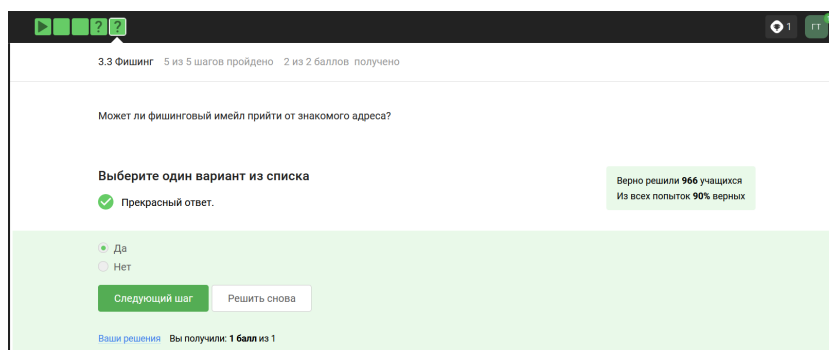 ? ?
1 ГТ
3.3 Фишинг 5 из 5 шагов пройдено 2 из 2 баллов получено
Может ли фишинговый имейл прийти от знакомого адреса?
Выберите один вариант из списка
Прекрасный ответ.
Верно решили 966 учащихся
Из всех попыток 90% верных
Да
Нет
Следующий шаг Решить снова
Ваши решения Вы получили: 1 балл из 1